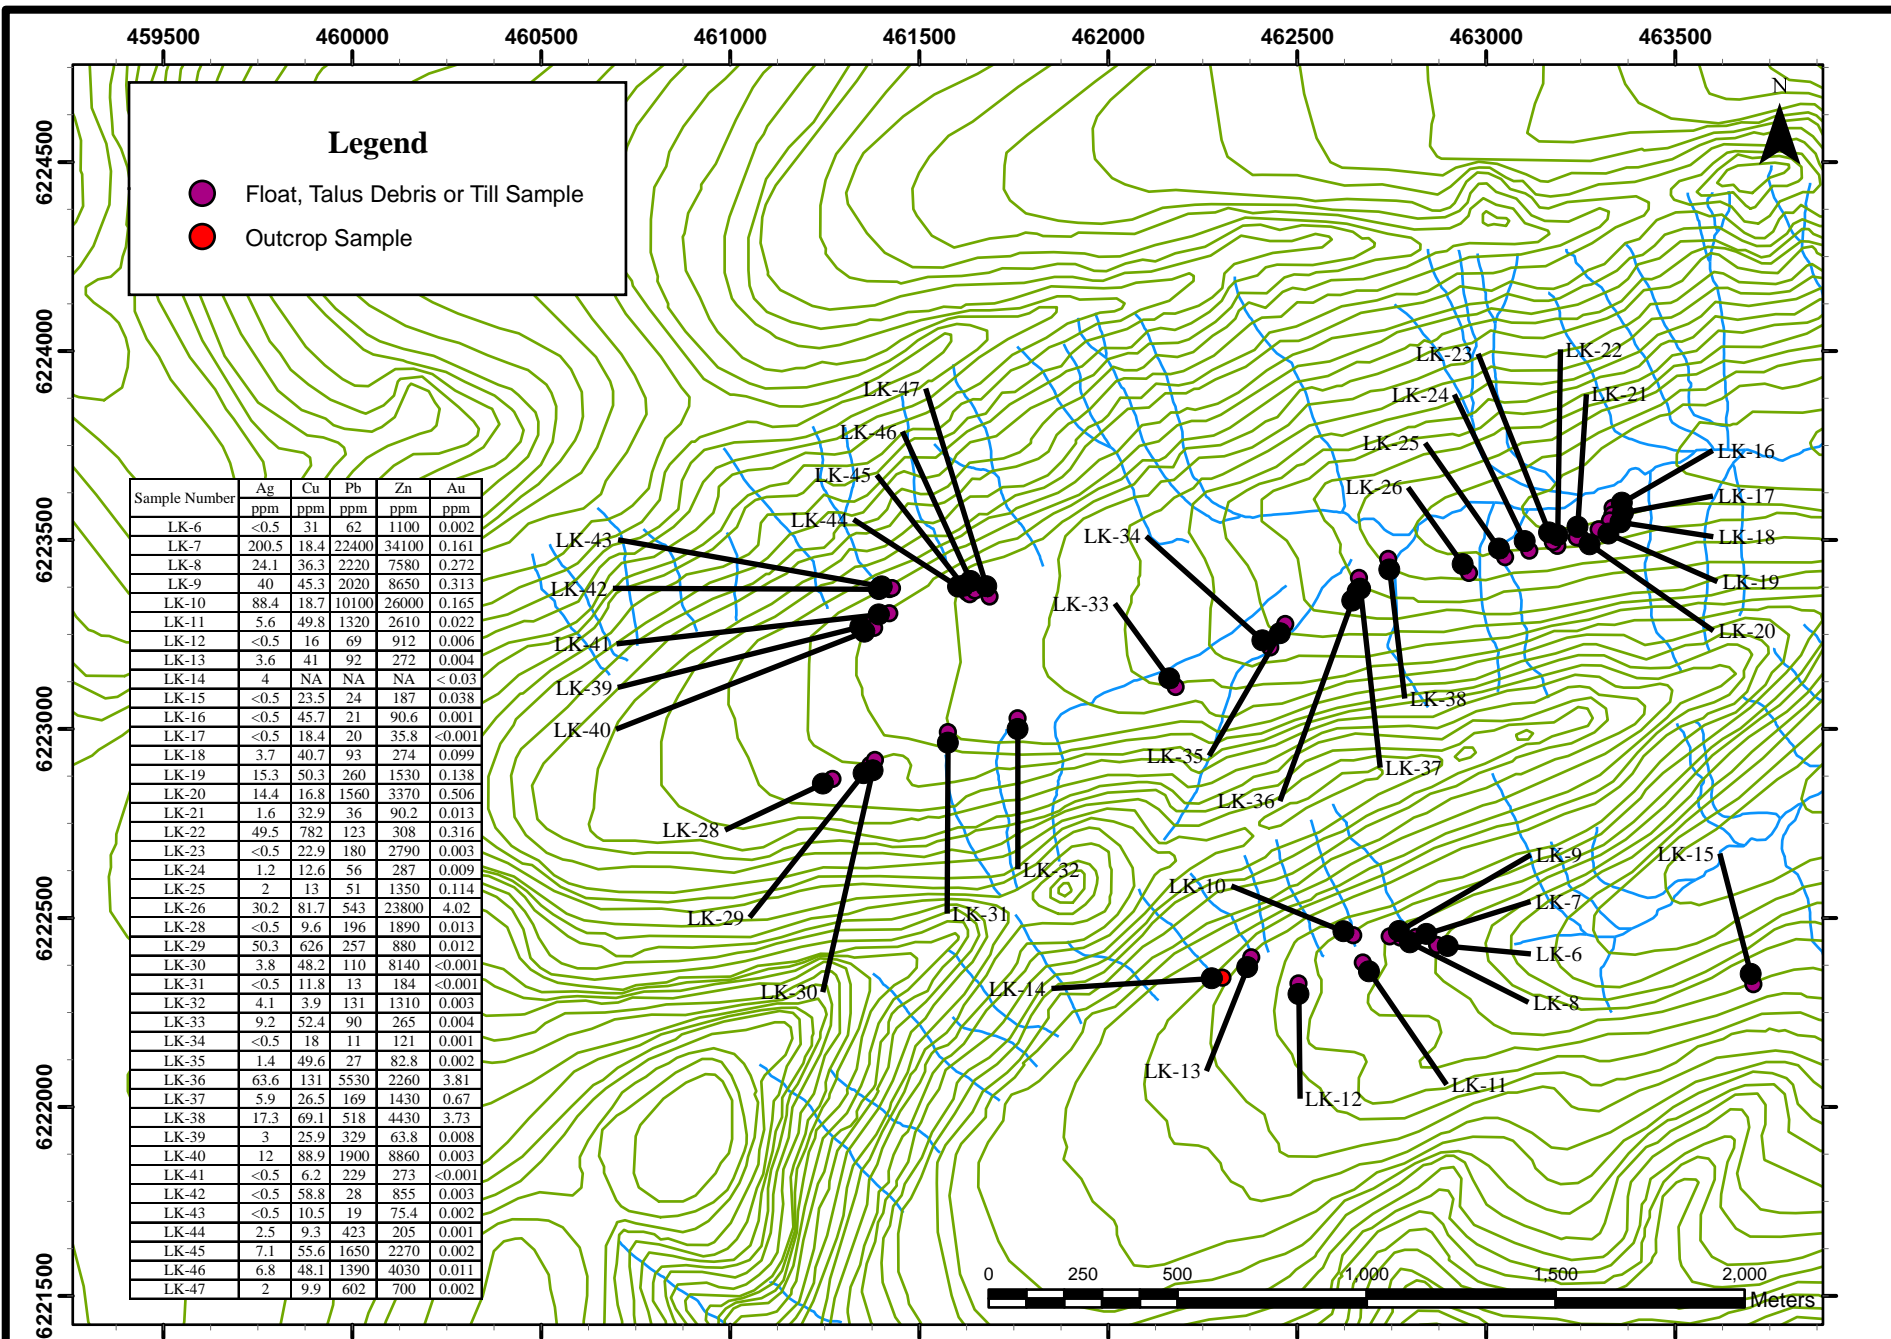 459500 460000 460500 461000 461500 462000 462500 463000 463500
N
Legend
Float, Talus Debris or Till Sample
Outcrop Sample
6224500
6224000
6223500
6223000
6222500
6222000
6221500
Sample Number Ag ppm Cu ppm Pb ppm Zn ppm Au ppm
LK-6 <0.5 31 62 1100 0.002
LK-7 200.5 18.4 22400 34100 0.161
LK-8 24.1 36.3 2220 7580 0.272
LK-9 40 45.3 2020 8650 0.313
LK-10 88.4 18.7 10100 26000 0.165
LK-11 5.6 49.8 1320 2610 0.022
LK-12 <0.5 16 69 912 0.006
LK-13 3.6 41 92 272 0.004
LK-14 4 NA NA NA < 0.03
LK-15 <0.5 23.5 24 187 0.038
LK-16 <0.5 45.7 21 90.6 0.001
LK-17 <0.5 18.4 20 35.8 <0.001
LK-18 3.7 40.7 93 274 0.099
LK-19 15.3 50.3 260 1530 0.138
LK-20 14.4 16.8 1560 3370 0.506
LK-21 1.6 32.9 36 90.2 0.013
LK-22 49.5 782 123 308 0.316
LK-23 <0.5 22.9 180 2790 0.003
LK-24 1.2 12.6 56 287 0.009
LK-25 2 13 51 1350 0.114
LK-26 30.2 81.7 543 23800 4.02
LK-28 <0.5 9.6 196 1890 0.013
LK-29 50.3 626 257 880 0.012
LK-30 3.8 48.2 110 8140 <0.001
LK-31 <0.5 11.8 13 184 <0.001
LK-32 4.1 3.9 131 1310 0.003
LK-33 9.2 52.4 90 265 0.004
LK-34 <0.5 18 11 121 0.001
LK-35 1.4 49.6 27 82.8 0.002
LK-36 63.6 131 5530 2260 3.81
LK-37 5.9 26.5 169 1430 0.67
LK-38 17.3 69.1 518 4430 3.73
LK-39 3 25.9 329 63.8 0.008
LK-40 12 88.9 1900 8860 0.003
LK-41 <0.5 6.2 229 273 <0.001
LK-42 <0.5 58.8 28 855 0.003
LK-43 <0.5 10.5 19 75.4 0.002
LK-44 2.5 9.3 423 205 0.001
LK-45 7.1 55.6 1650 2270 0.002
LK-46 6.8 48.1 1390 4030 0.011
LK-47 2 9.9 602 700 0.002
LK-47
LK-46
LK-45
LK-44
LK-43
LK-42
LK-41
LK-39
LK-40
LK-34
LK-33
LK-35
LK-36
LK-37
LK-38
LK-23
LK-22
LK-24
LK-21
LK-25
LK-26
LK-16
LK-17
LK-18
LK-19
LK-20
LK-28
LK-29
LK-30
LK-31
LK-32
LK-10
LK-9
LK-15
LK-7
LK-6
LK-8
LK-14
LK-13
LK-12
LK-11
0 250 500 1,000 1,500 2,000
Meters